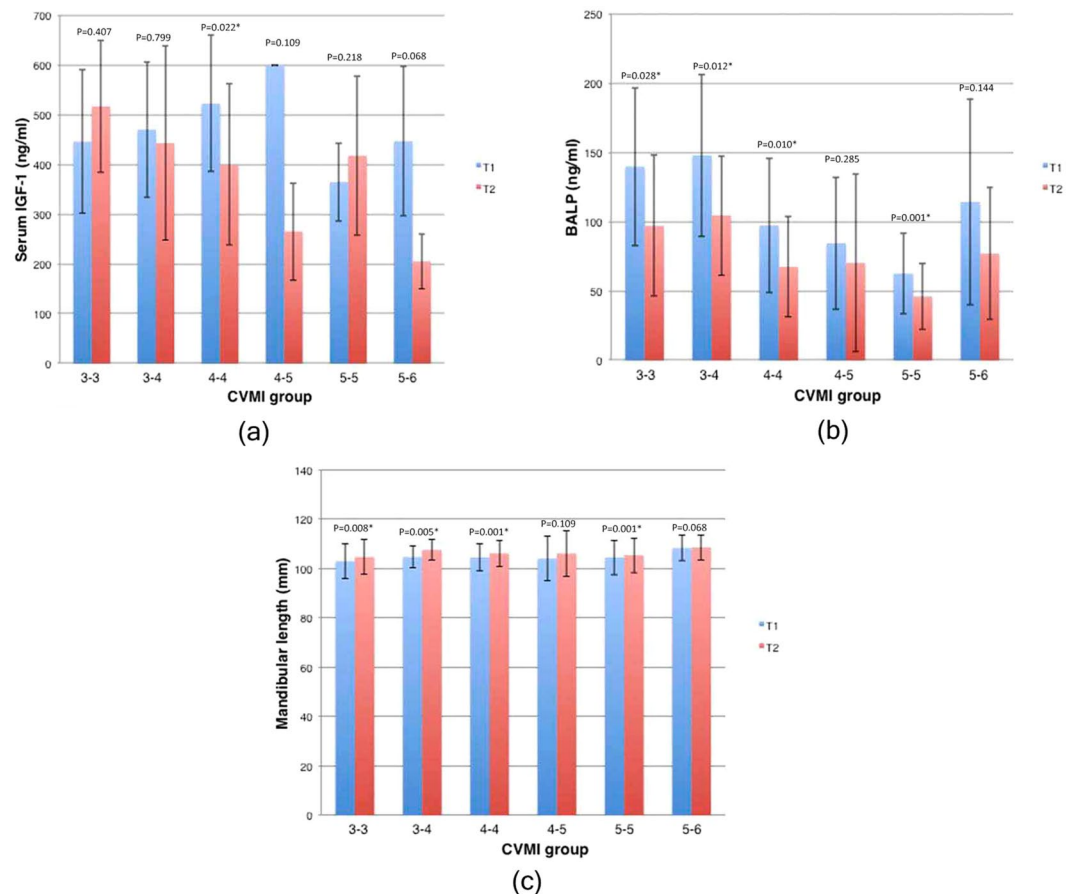 700
600
500
400
300
200
100
0
Serum IGF-1 (ng/ml)
P=0.407
P=0.799
P=0.022*
P=0.109
P=0.218
P=0.068
T1
T2
3-3 3-4 4-4 4-5 5-5 5-6
CVMI group
(a)
250
200
150
100
50
0
BALP (ng/ml)
P=0.028*
P=0.012*
P=0.010*
P=0.285
P=0.001*
P=0.144
T1
T2
3-3 3-4 4-4 4-5 5-5 5-6
CVMI group
(b)
140
120
100
80
60
40
20
0
Mandibular length (mm)
P=0.008*
P=0.005*
P=0.001*
P=0.109
P=0.001*
P=0.068
T1
T2
3-3 3-4 4-4 4-5 5-5 5-6
CVMI group
(c)